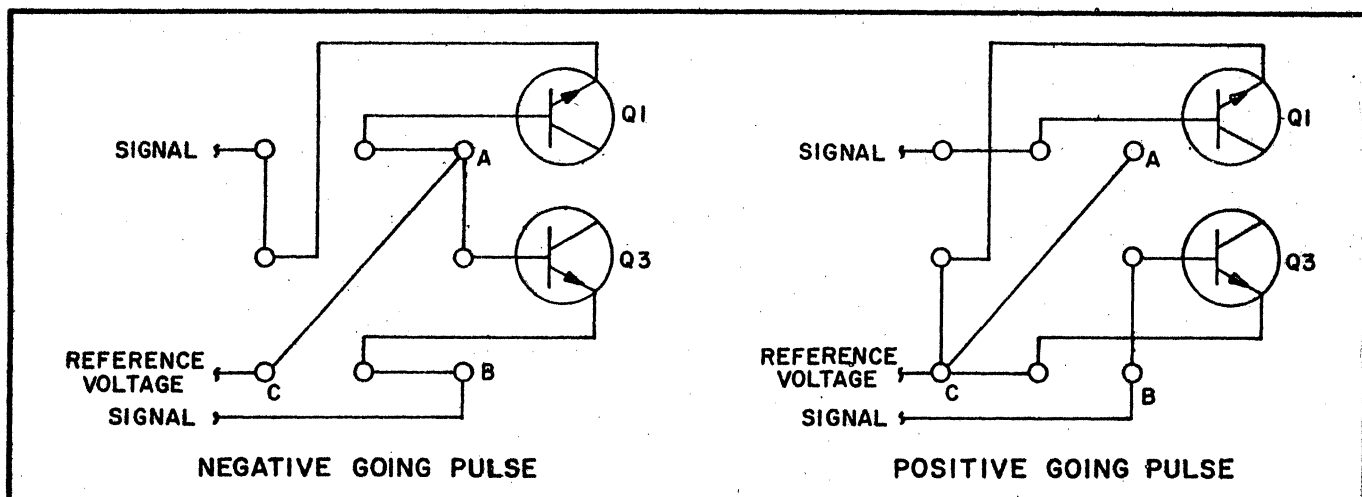 SIGNAL
A
Q1
Q3
REFERENCE
VOLTAGE
C
B
SIGNAL
NEGATIVE GOING PULSE
SIGNAL
A
Q1
Q3
REFERENCE
VOLTAGE
C
B
SIGNAL
POSITIVE GOING PULSE